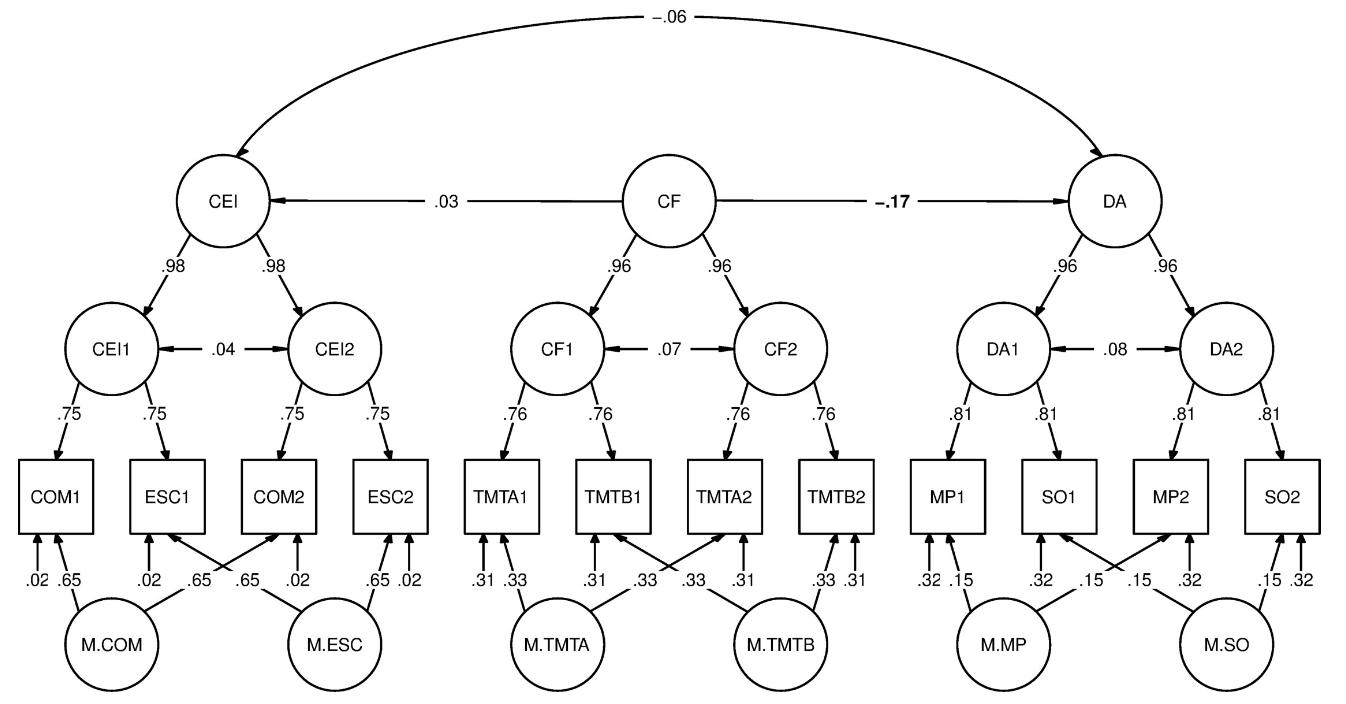 −.06
CEI .03 CF −.17 DA
.98 .98 .96 .96 .96 .96
CEI1 .04 CEI2 CF1 .07 CF2 DA1 .08 DA2
.75 .75 .75 .75 .76 .76 .76 .76 .81 .81 .81 .81
COM1 ESC1 COM2 ESC2 TMTA1 TMTB1 TMTA2 TMTB2 MP1 SO1 MP2 SO2
.02 .65 .02 .65 .65 .02 .65 .02 .31 .33 .31 .33 .33 .31 .33 .31 .32 .15 .32 .15 .15 .32 .15 .32
M.COM M.ESC M.TMTA M.TMTB M.MP M.SO